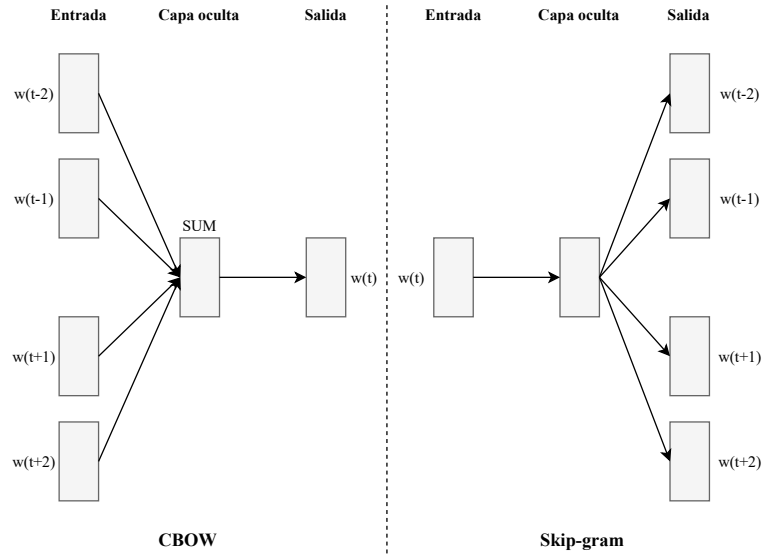 Entrada Capa oculta Salida Entrada Capa oculta Salida
w(t-2) w(t-2)
w(t-1) w(t-1)
SUM
w(t) w(t)
w(t+1) w(t+1)
w(t+2) w(t+2)
CBOW Skip-gram